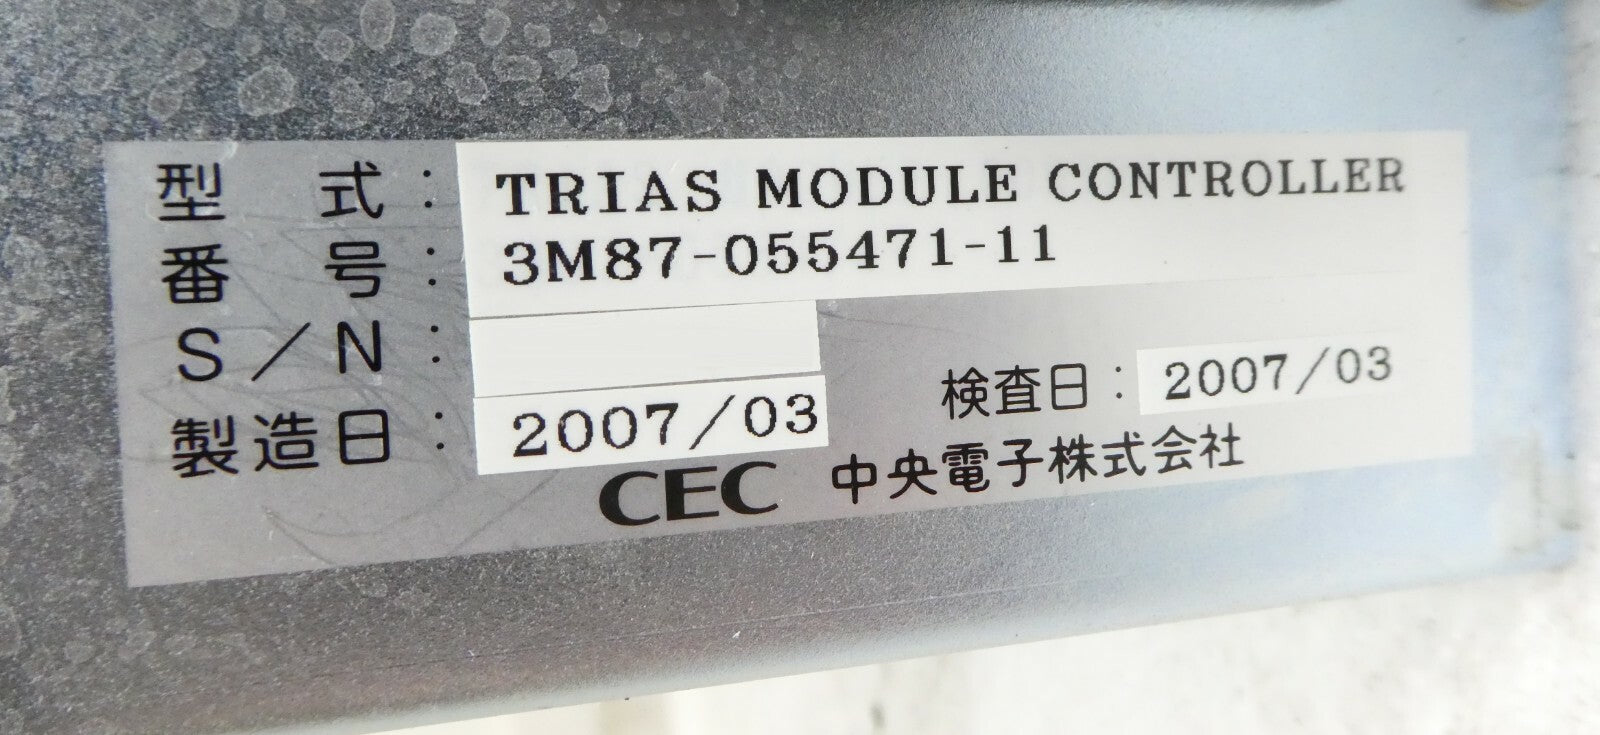 型 式： TRIAS MODULE CONTROLLER
番 号： 3M87-055471-11
S／N：
製造日： 2007/03 検査日： 2007/03
CEC 中央電子株式会社